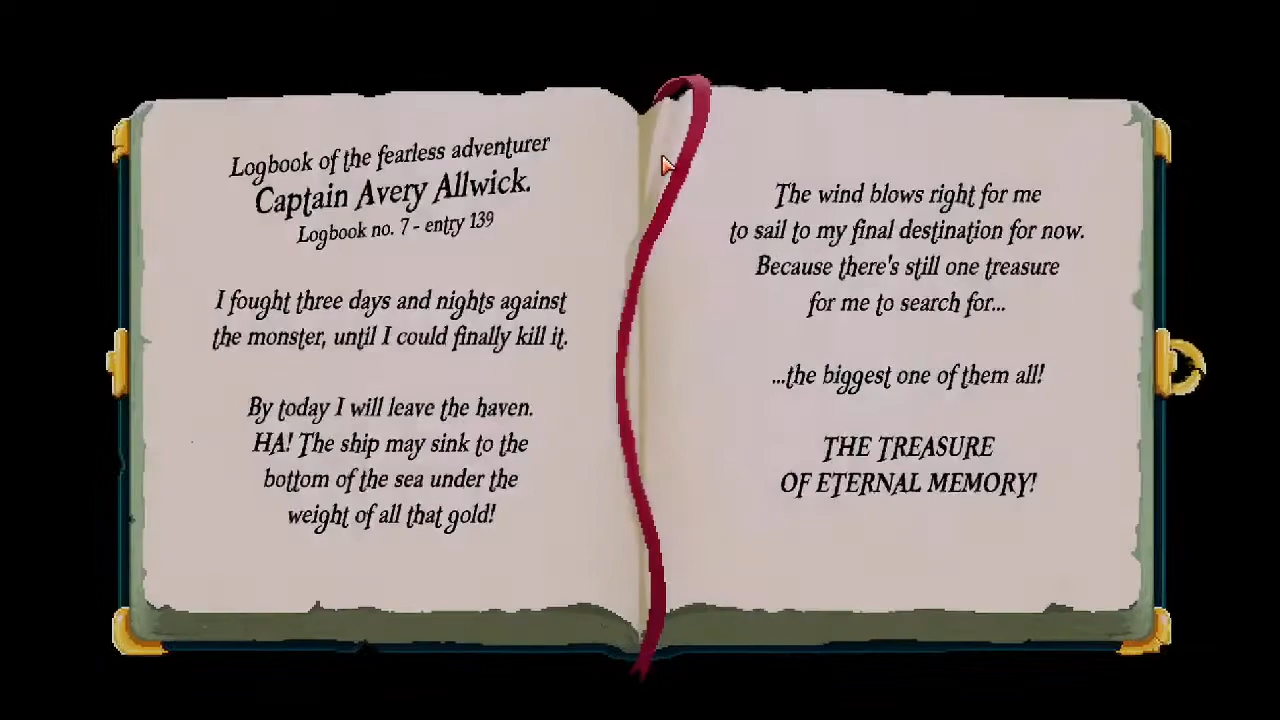 Logbook of the fearless adventurer
Captain Avery Allwick.
Logbook no. 7 - entry 139
I fought three days and nights against
the monster, until I could finally kill it.
By today I will leave the haven.
HA! The ship may sink to the
bottom of the sea under the
weight of all that gold!
The wind blows right for me
to sail to my final destination for now.
Because there's still one treasure
for me to search for...
...the biggest one of them all!
THE TREASURE
OF ETERNAL MEMORY!